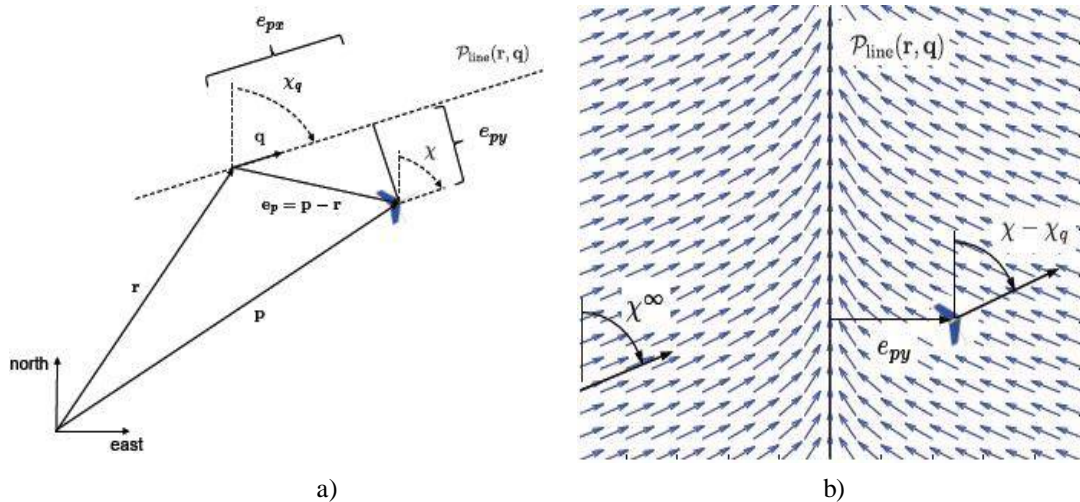 e_px
P_line(r, q)
χ_q
q
e_py
χ
e_p = p − r
r
p
north
east
a)
P_line(r, q)
χ − χ_q
χ^∞
e_py
b)